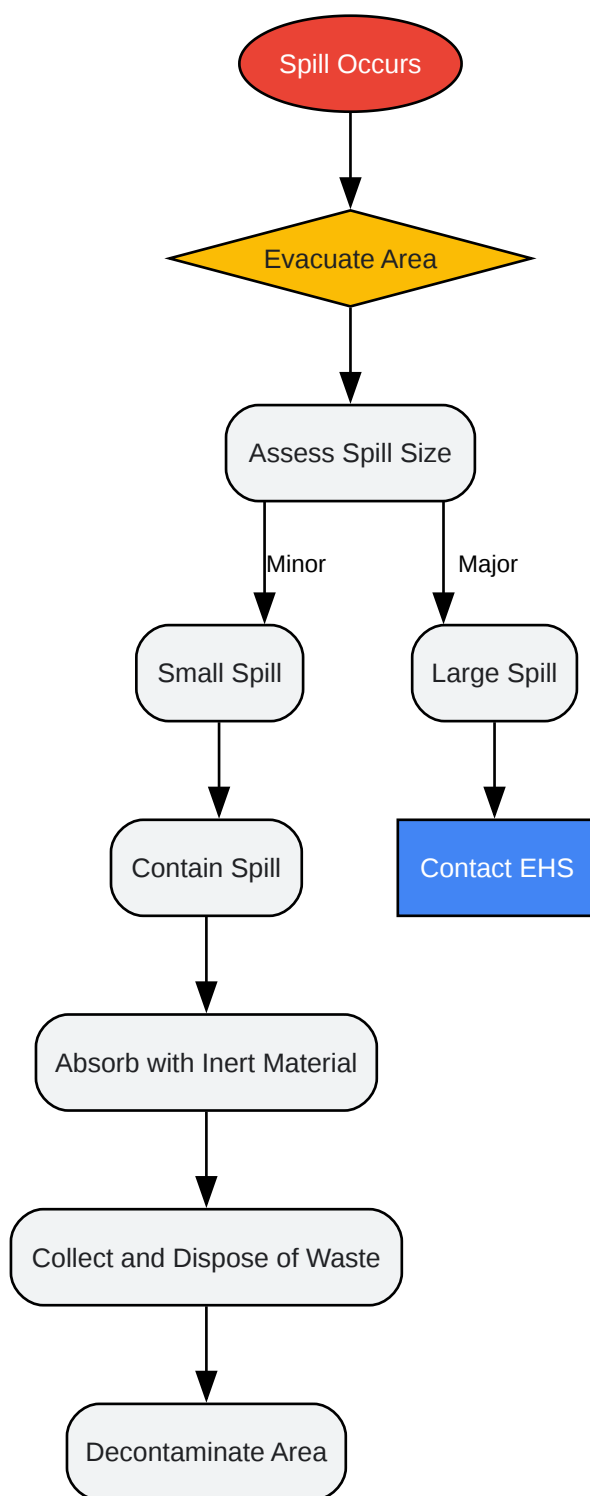 Spill Occurs
Evacuate Area
Assess Spill Size
Minor
Major
Small Spill
Large Spill
Contain Spill
Contact EHS
Absorb with Inert Material
Collect and Dispose of Waste
Decontaminate Area